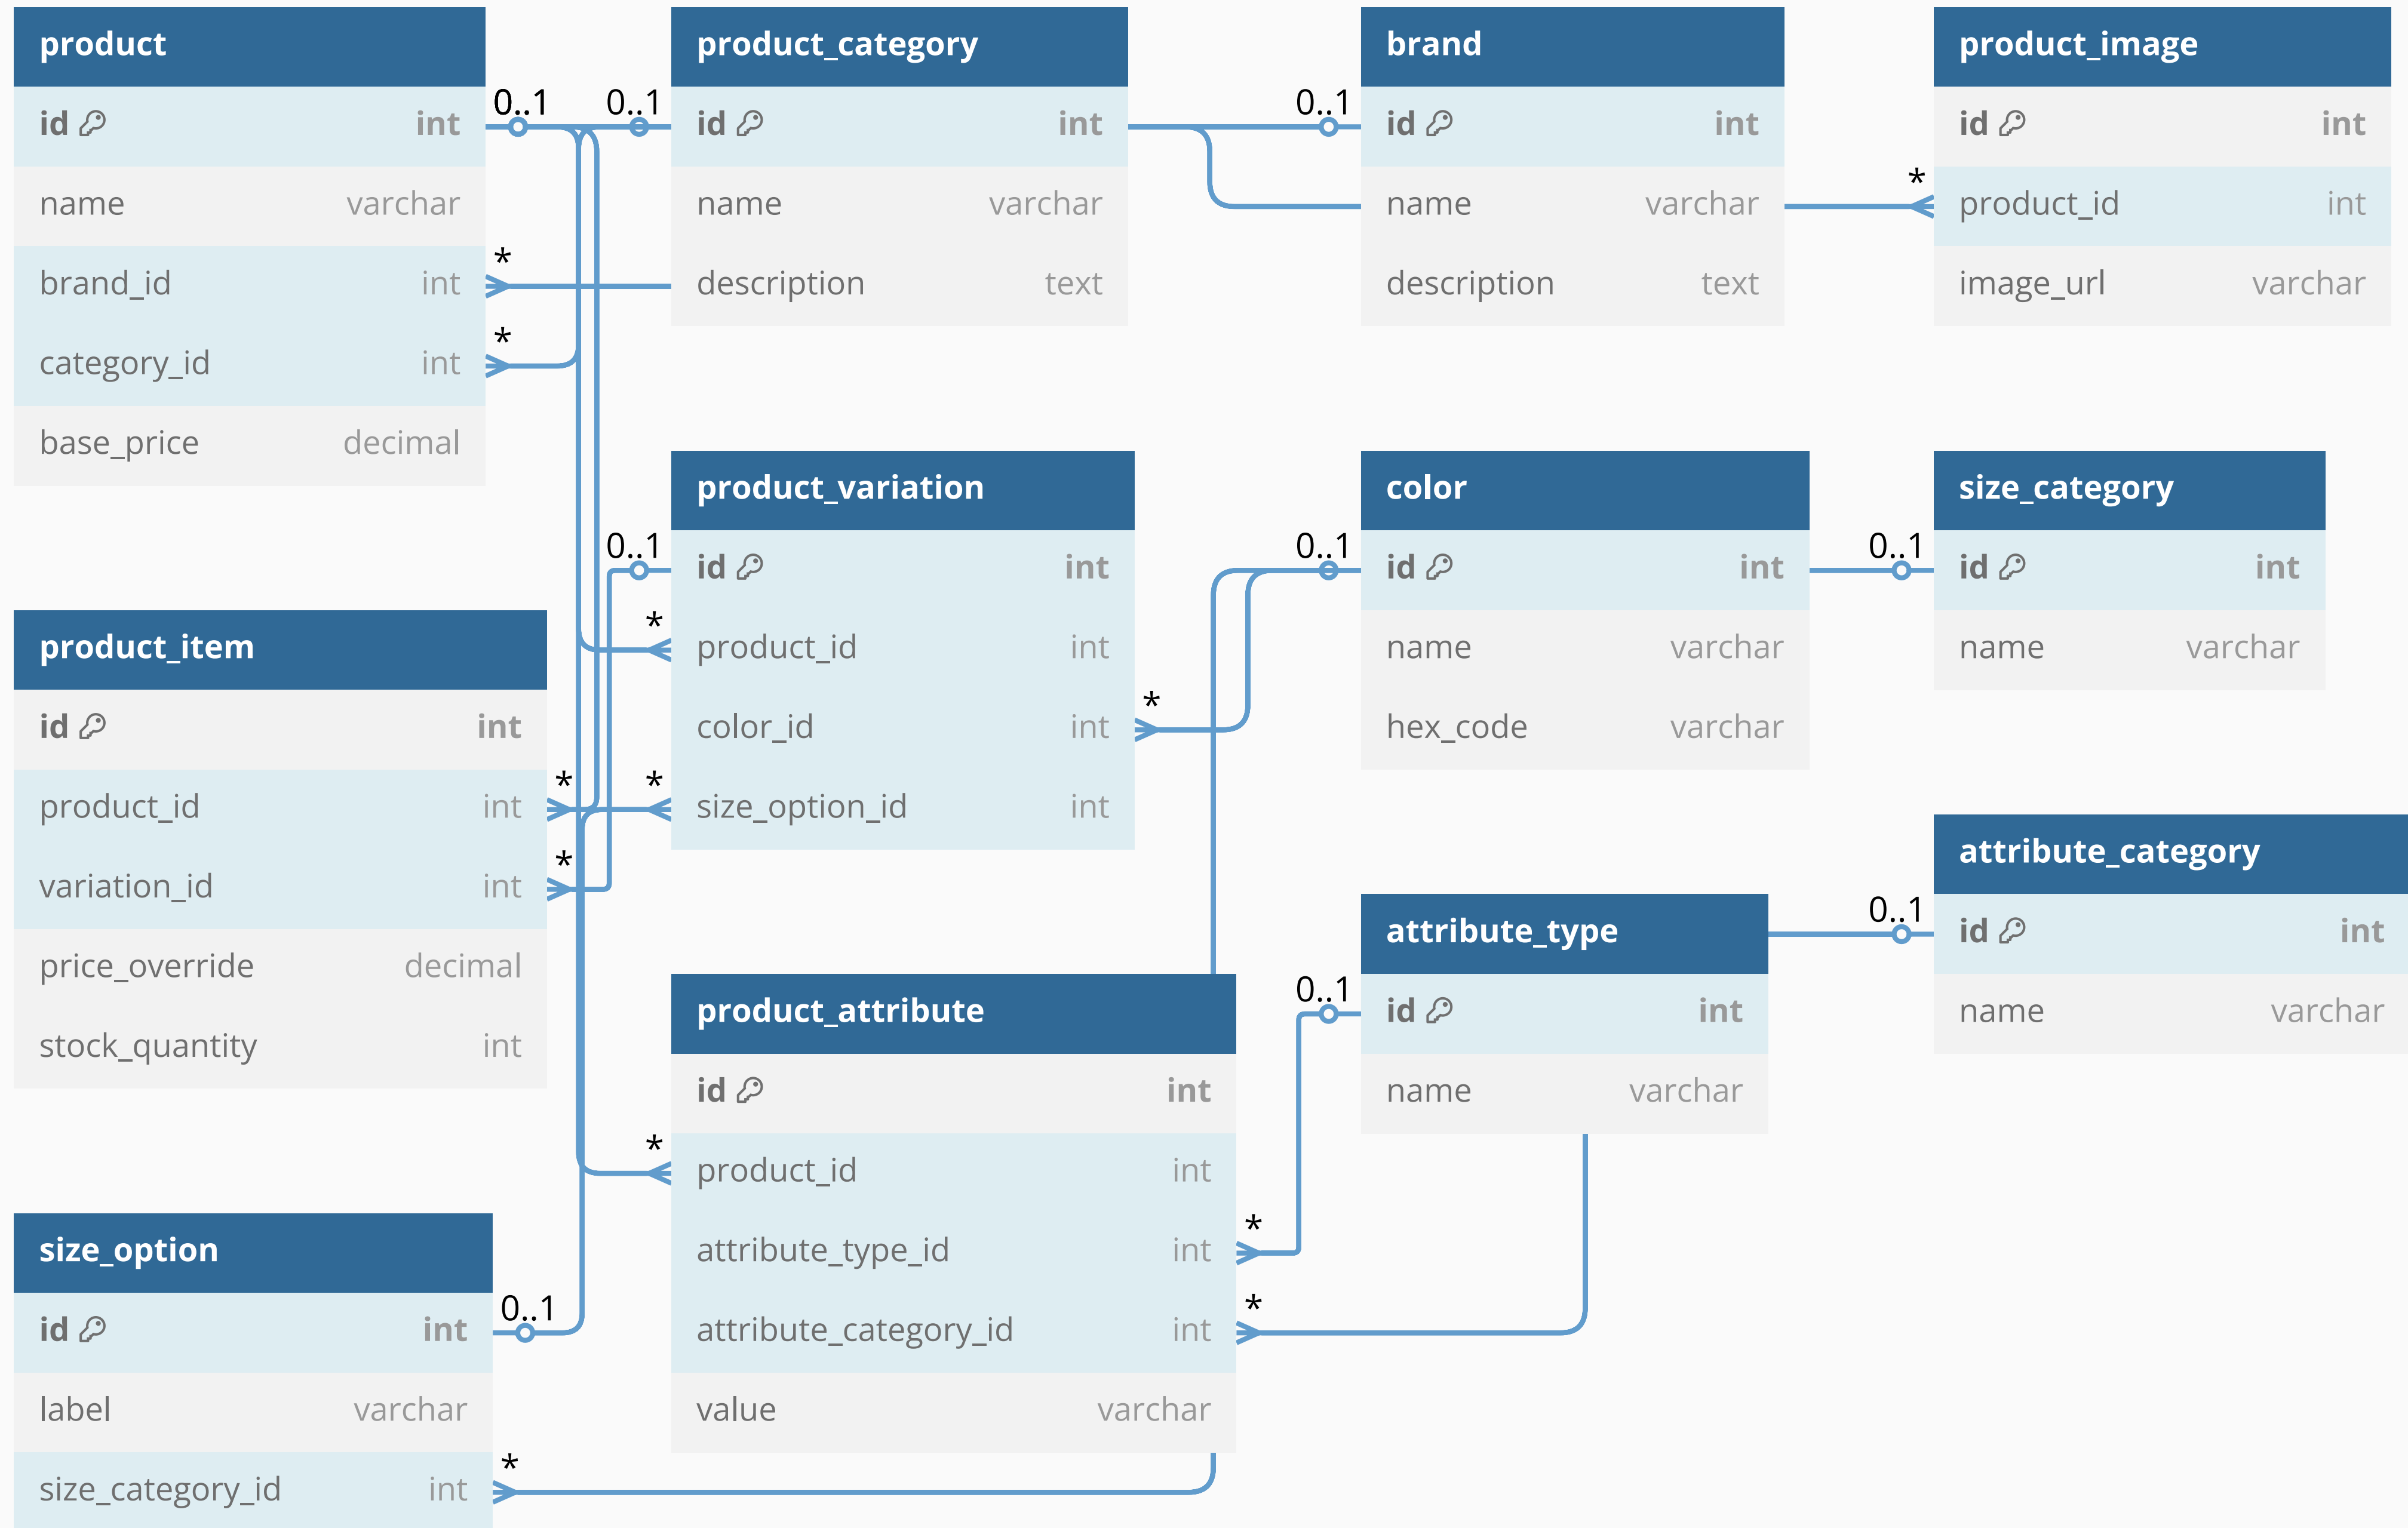 product
id int
name varchar
brand_id int
category_id int
base_price decimal
0..1
0..1
*
*
product_category
id int
name varchar
description text
0..1
brand
id int
name varchar
description text
*
product_image
id int
product_id int
image_url varchar
product_variation
id int
product_id int
color_id int
size_option_id int
0..1
*
*
*
color
id int
name varchar
hex_code varchar
0..1
size_category
id int
name varchar
0..1
product_item
id int
product_id int
variation_id int
price_override decimal
stock_quantity int
*
*
attribute_category
id int
name varchar
0..1
attribute_type
id int
name varchar
0..1
product_attribute
id int
product_id int
attribute_type_id int
attribute_category_id int
value varchar
*
*
*
size_option
id int
label varchar
size_category_id int
0..1
*